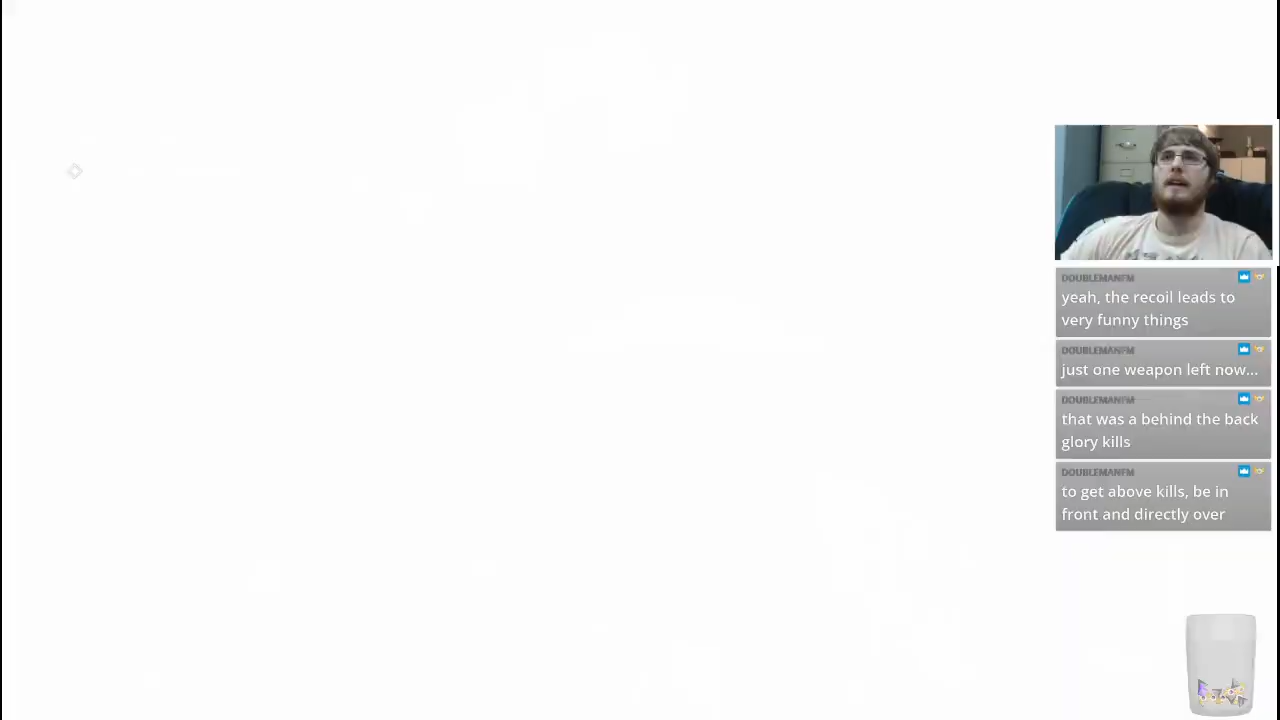 DOUBLEMANFM
yeah, the recoil leads to
very funny things
DOUBLEMANFM
just one weapon left now...
DOUBLEMANFM
that was a behind the back
glory kills
DOUBLEMANFM
to get above kills, be in
front and directly over